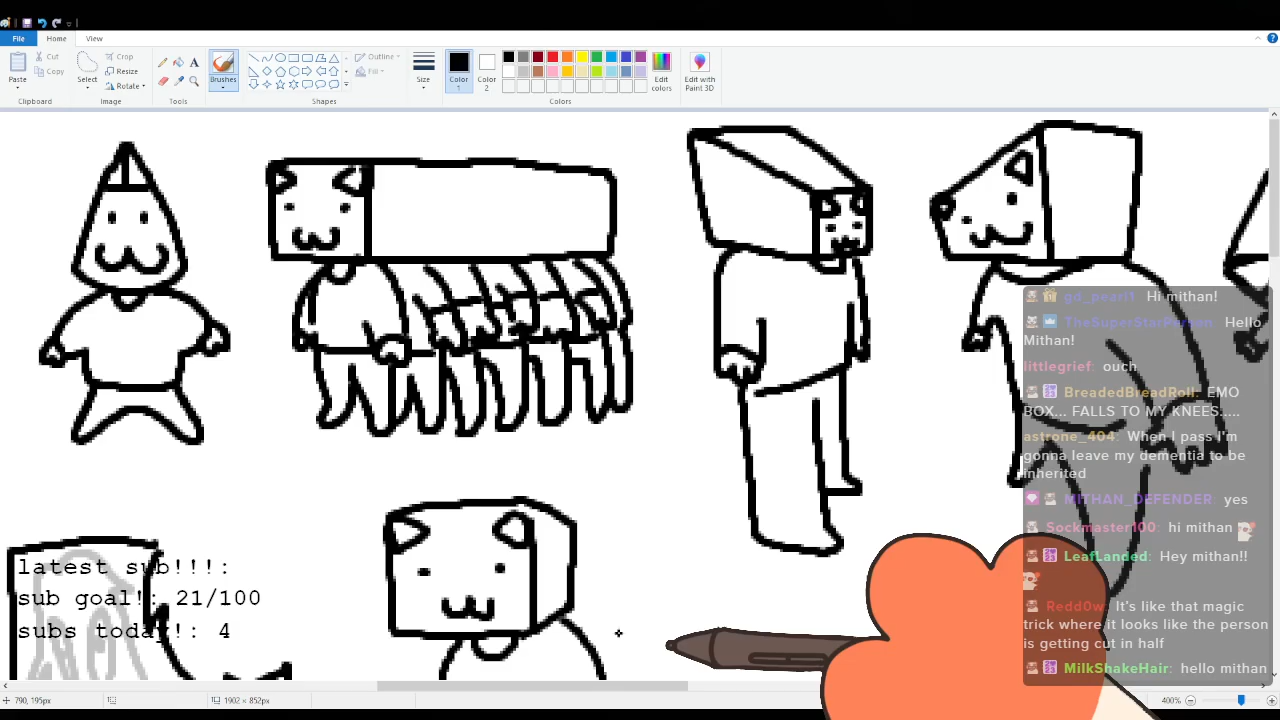 File
Home
View
Paste
Cut
Copy
Clipboard
Select
Crop
Resize
Rotate
Image
A
Tools
Brushes
Outline
Fill
Shapes
Size
Color
1
Color
2
Edit
colors
Colors
Edit with
Paint 3D
gd_pearl1 Hi mithan!
Hello
Mithan!
littlegrief: ouch
BreadedBreadRoll: EMO
BOX... FALLS TO MY KNEES.....
astrone_404: When I pass I'm
gonna leave my dementia to be
inherited
MITHAN_DEFENDER: yes
Sockmaster100: hi mithan
LeafLanded: Hey mithan!!
Redd0w: It's like that magic
trick where it looks like the person
is getting cut in half
MilkShakeHair: hello mithan
latest sub!!!:
sub goal!: 21/100
subs today!: 4
790, 195px
1902 × 852px
400%